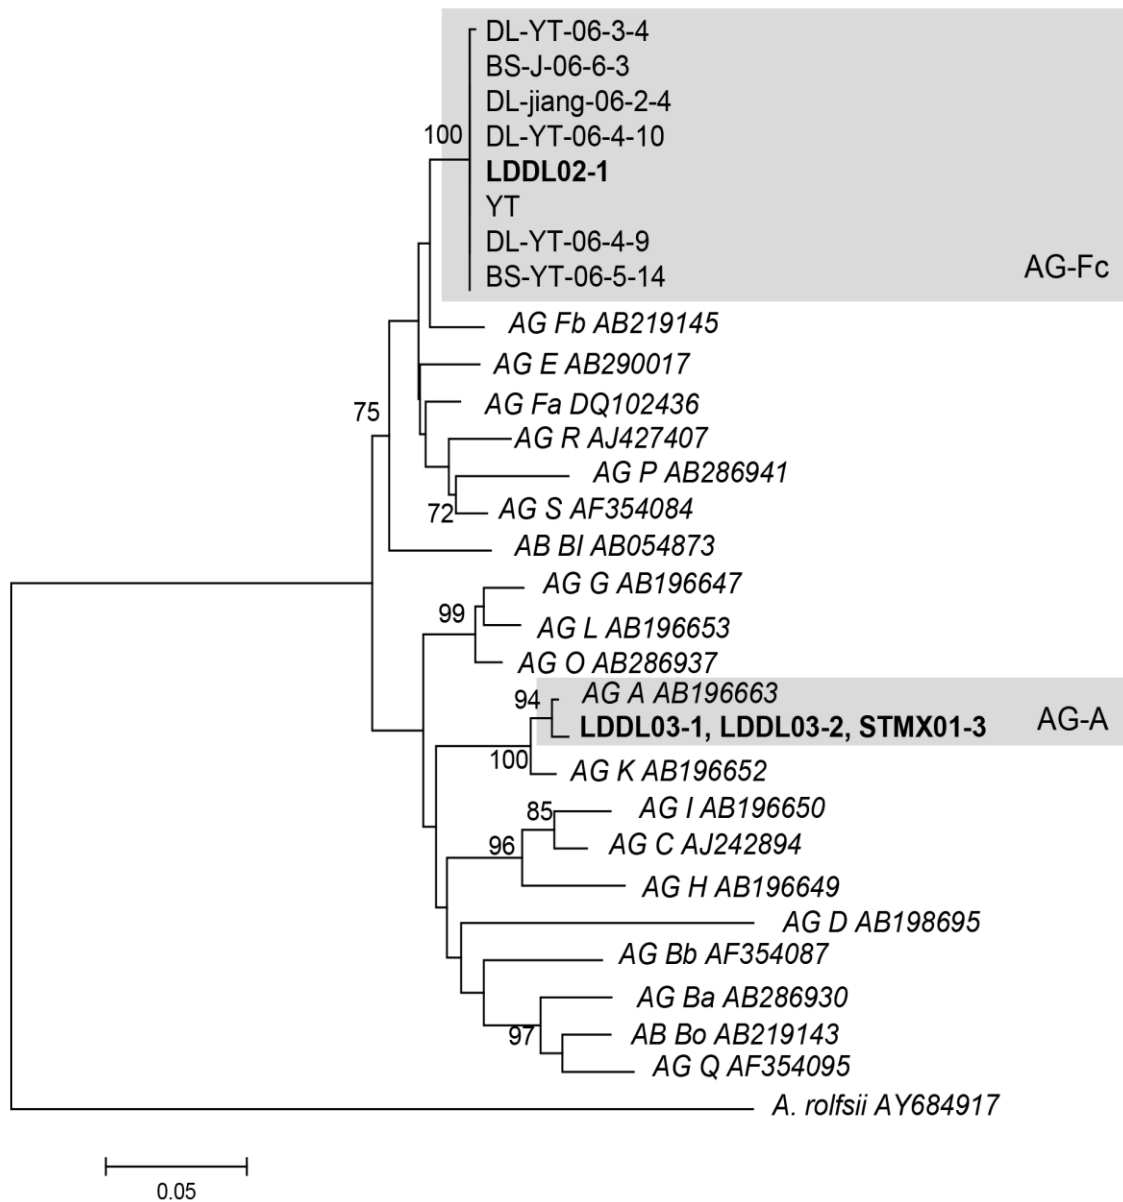 DL-YT-06-3-4
BS-J-06-6-3
DL-jiang-06-2-4
100
DL-YT-06-4-10
LDDL02-1
YT
DL-YT-06-4-9
AG-Fc
BS-YT-06-5-14
AG Fb AB219145
AG E AB290017
75
AG Fa DQ102436
AG R AJ427407
AG P AB286941
72
AG S AF354084
AB BI AB054873
AG G AB196647
99
AG L AB196653
AG O AB286937
94
AG A AB196663
LDDL03-1, LDDL03-2, STMX01-3
AG-A
100
AG K AB196652
85
AG I AB196650
96
AG C AJ242894
AG H AB196649
AG D AB198695
AG Bb AF354087
AG Ba AB286930
97
AB Bo AB219143
AG Q AF354095
A. rolfsii AY684917
0.05